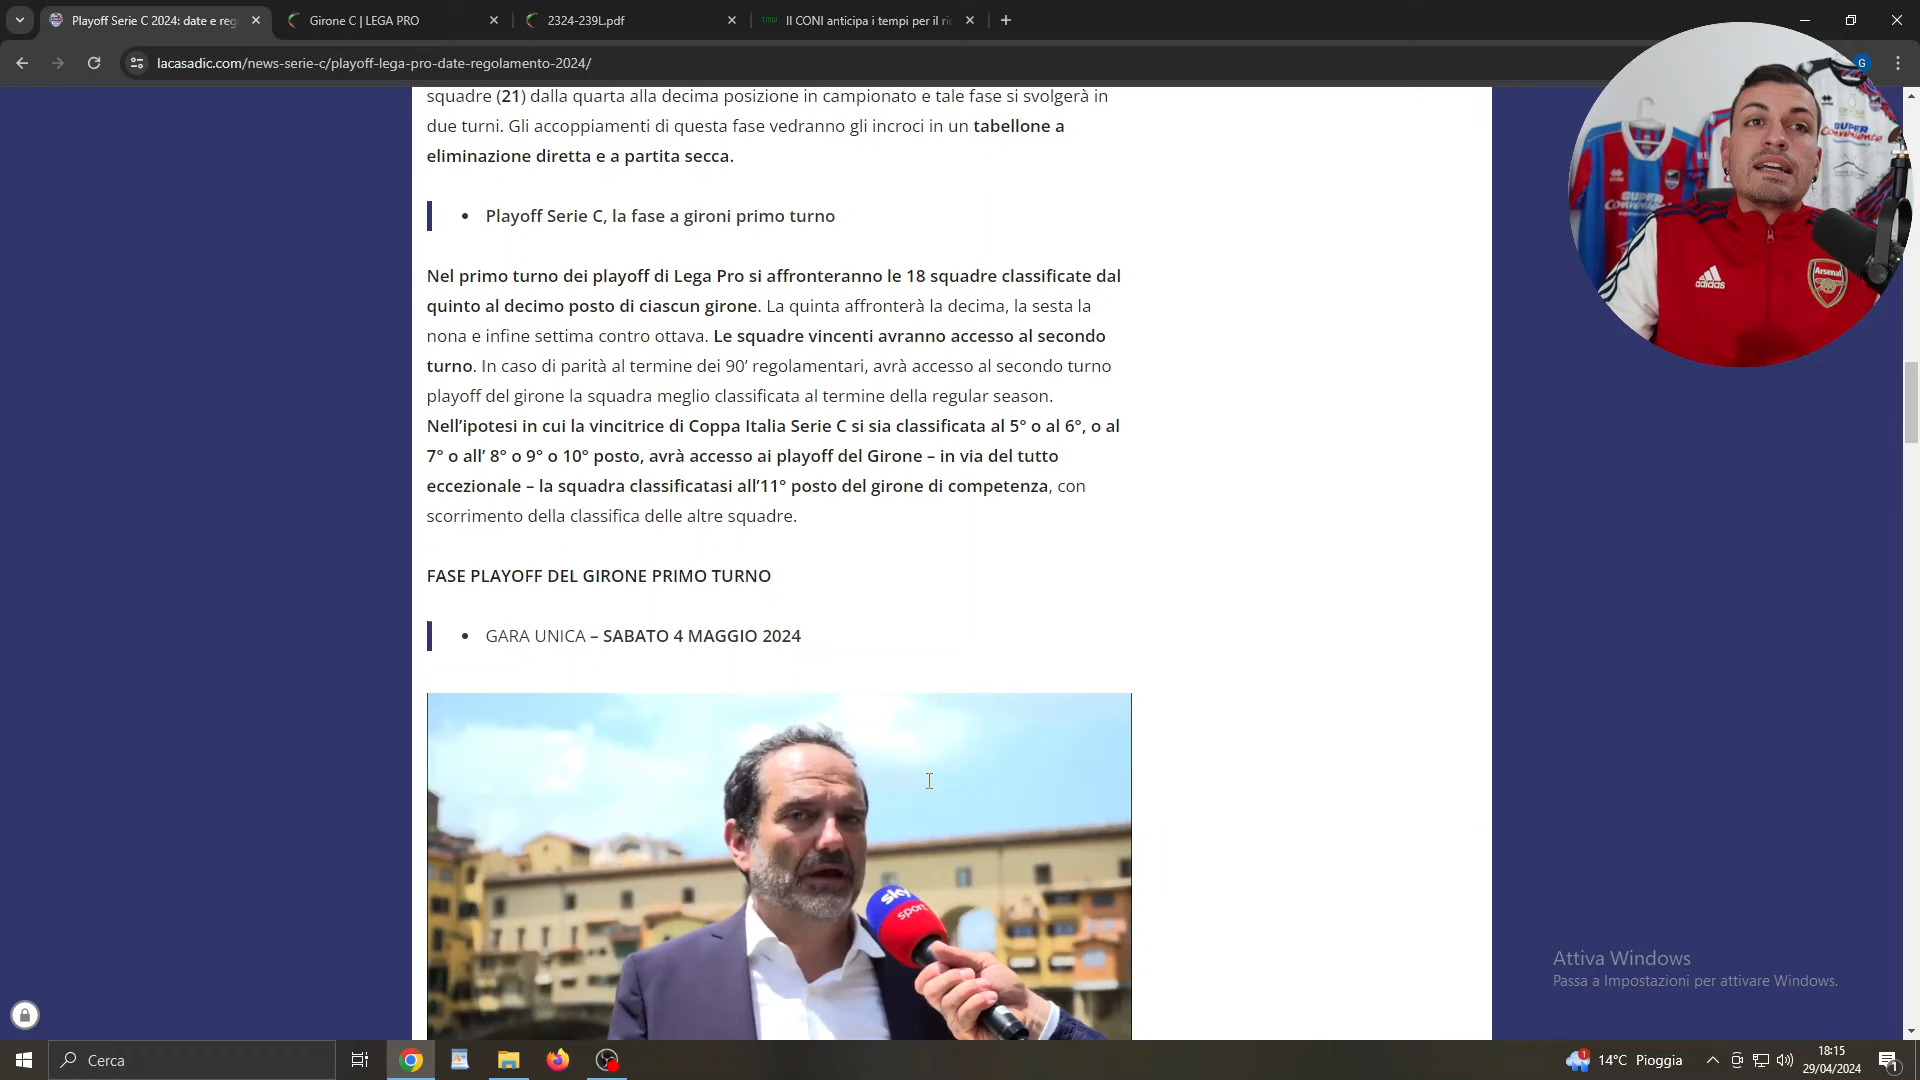 Playoff Serie C 2024: date e reg
Girone C | LEGA PRO
2324-239L.pdf
TMW
Il CONI anticipa i tempi per il ric
lacasadic.com/news-serie-c/playoff-lega-pro-date-regolamento-2024/
G
squadre (21) dalla quarta alla decima posizione in campionato e tale fase si svolgerà in
due turni. Gli accoppiamenti di questa fase vedranno gli incroci in un tabellone a
eliminazione diretta e a partita secca.
• Playoff Serie C, la fase a gironi primo turno
Nel primo turno dei playoff di Lega Pro si affronteranno le 18 squadre classificate dal
quinto al decimo posto di ciascun girone. La quinta affronterà la decima, la sesta la
nona e infine settima contro ottava. Le squadre vincenti avranno accesso al secondo
turno. In caso di parità al termine dei 90’ regolamentari, avrà accesso al secondo turno
playoff del girone la squadra meglio classificata al termine della regular season.
Nell’ipotesi in cui la vincitrice di Coppa Italia Serie C si sia classificata al 5° o al 6°, o al
7° o all’ 8° o 9° o 10° posto, avrà accesso ai playoff del Girone – in via del tutto
eccezionale – la squadra classificatasi all’11° posto del girone di competenza, con
scorrimento della classifica delle altre squadre.
FASE PLAYOFF DEL GIRONE PRIMO TURNO
• GARA UNICA – SABATO 4 MAGGIO 2024
sky
sport
SUPER
Conveniente
SUPER
adidas
Arsenal
Attiva Windows
Passa a Impostazioni per attivare Windows.
Cerca
1
14°C Pioggia
18:15
29/04/2024
1